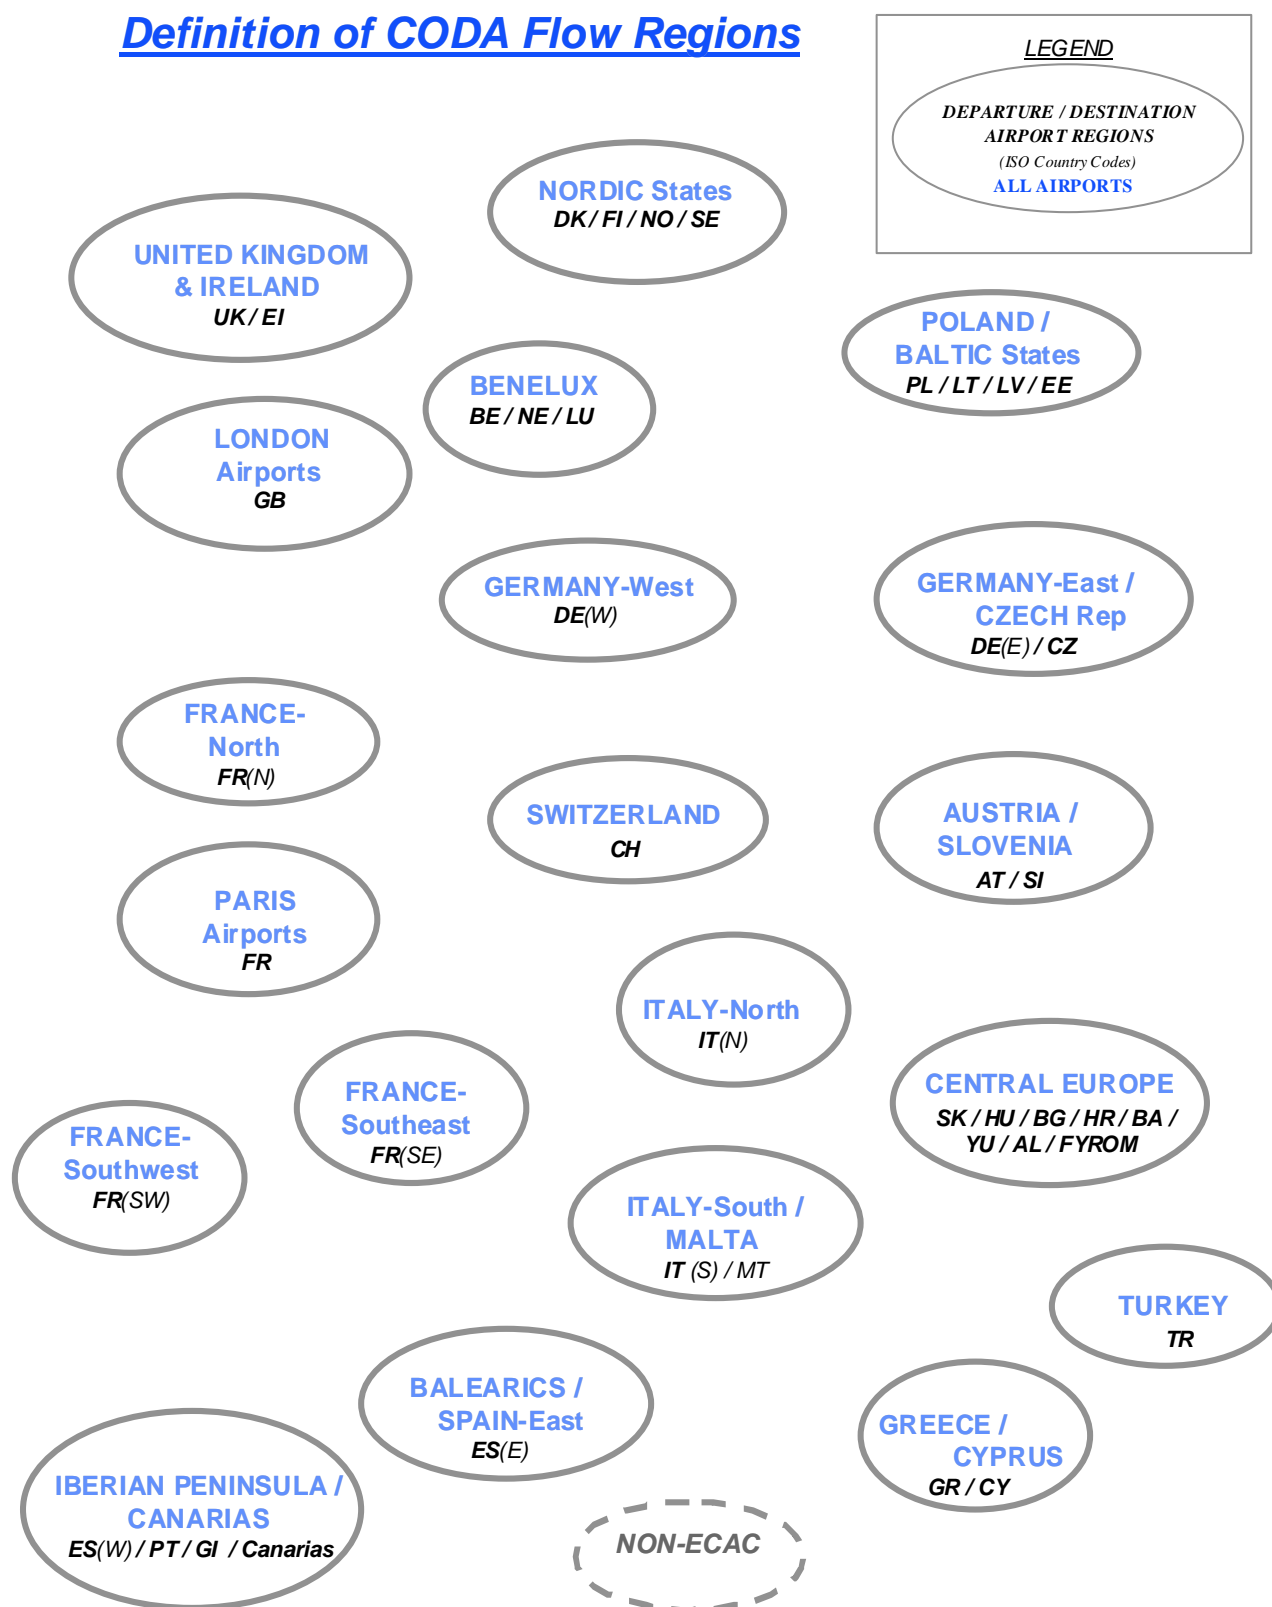 Definition of CODA Flow Regions
LEGEND
DEPARTURE / DESTINATION
AIRPORT REGIONS
(ISO Country Codes)
ALL AIRPORTS
NORDIC States
DK / FI / NO / SE
UNITED KINGDOM
& IRELAND
UK / EI
POLAND /
BALTIC States
PL / LT / LV / EE
BENELUX
BE / NE / LU
LONDON
Airports
GB
GERMANY-West
DE(W)
GERMANY-East /
CZECH Rep
DE(E) / CZ
FRANCE-
North
FR(N)
SWITZERLAND
CH
AUSTRIA /
SLOVENIA
AT / SI
PARIS
Airports
FR
ITALY-North
IT(N)
FRANCE-
Southeast
FR(SE)
CENTRAL EUROPE
SK / HU / BG / HR / BA /
YU / AL / FYROM
FRANCE-
Southwest
FR(SW)
ITALY-South /
MALTA
IT (S) / MT
TURKEY
TR
BALEARICS /
SPAIN-East
ES(E)
GREECE /
CYPRUS
GR / CY
IBERIAN PENINSULA /
CANARIAS
ES(W) / PT / GI / Canarias
NON-ECAC